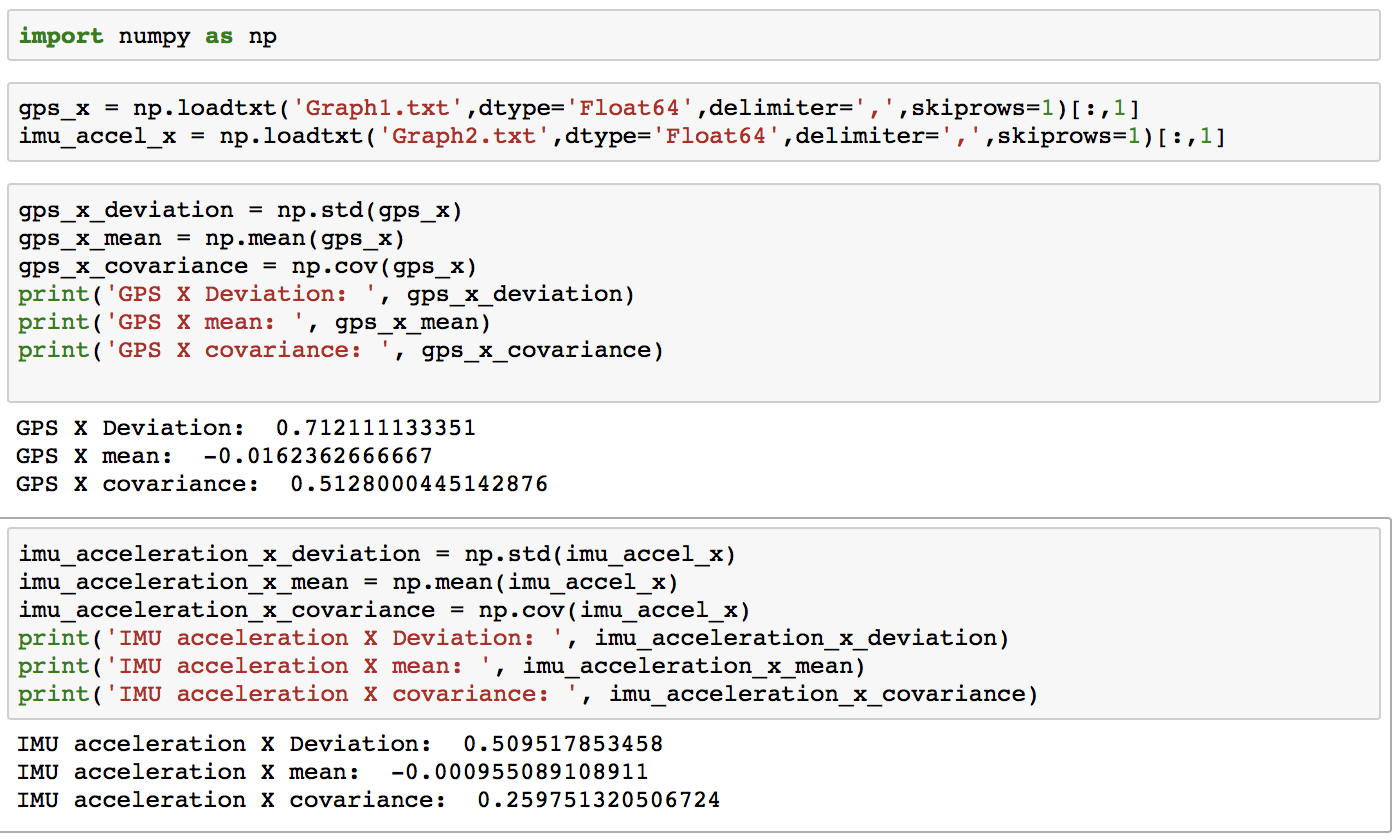 import numpy as np
gps_x = np.loadtxt('Graph1.txt',dtype='Float64',delimiter=',',skiprows=1)[:,1]
imu_accel_x = np.loadtxt('Graph2.txt',dtype='Float64',delimiter=',',skiprows=1)[:,1]
gps_x_deviation = np.std(gps_x)
gps_x_mean = np.mean(gps_x)
gps_x_covariance = np.cov(gps_x)
print('GPS X Deviation: ', gps_x_deviation)
print('GPS X mean: ', gps_x_mean)
print('GPS X covariance: ', gps_x_covariance)
GPS X Deviation:  0.712111133351
GPS X mean:  -0.0162362666667
GPS X covariance:  0.5128000445142876
imu_acceleration_x_deviation = np.std(imu_accel_x)
imu_acceleration_x_mean = np.mean(imu_accel_x)
imu_acceleration_x_covariance = np.cov(imu_accel_x)
print('IMU acceleration X Deviation: ', imu_acceleration_x_deviation)
print('IMU acceleration X mean: ', imu_acceleration_x_mean)
print('IMU acceleration X covariance: ', imu_acceleration_x_covariance)
IMU acceleration X Deviation:  0.509517853458
IMU acceleration X mean:  -0.000955089108911
IMU acceleration X covariance:  0.259751320506724